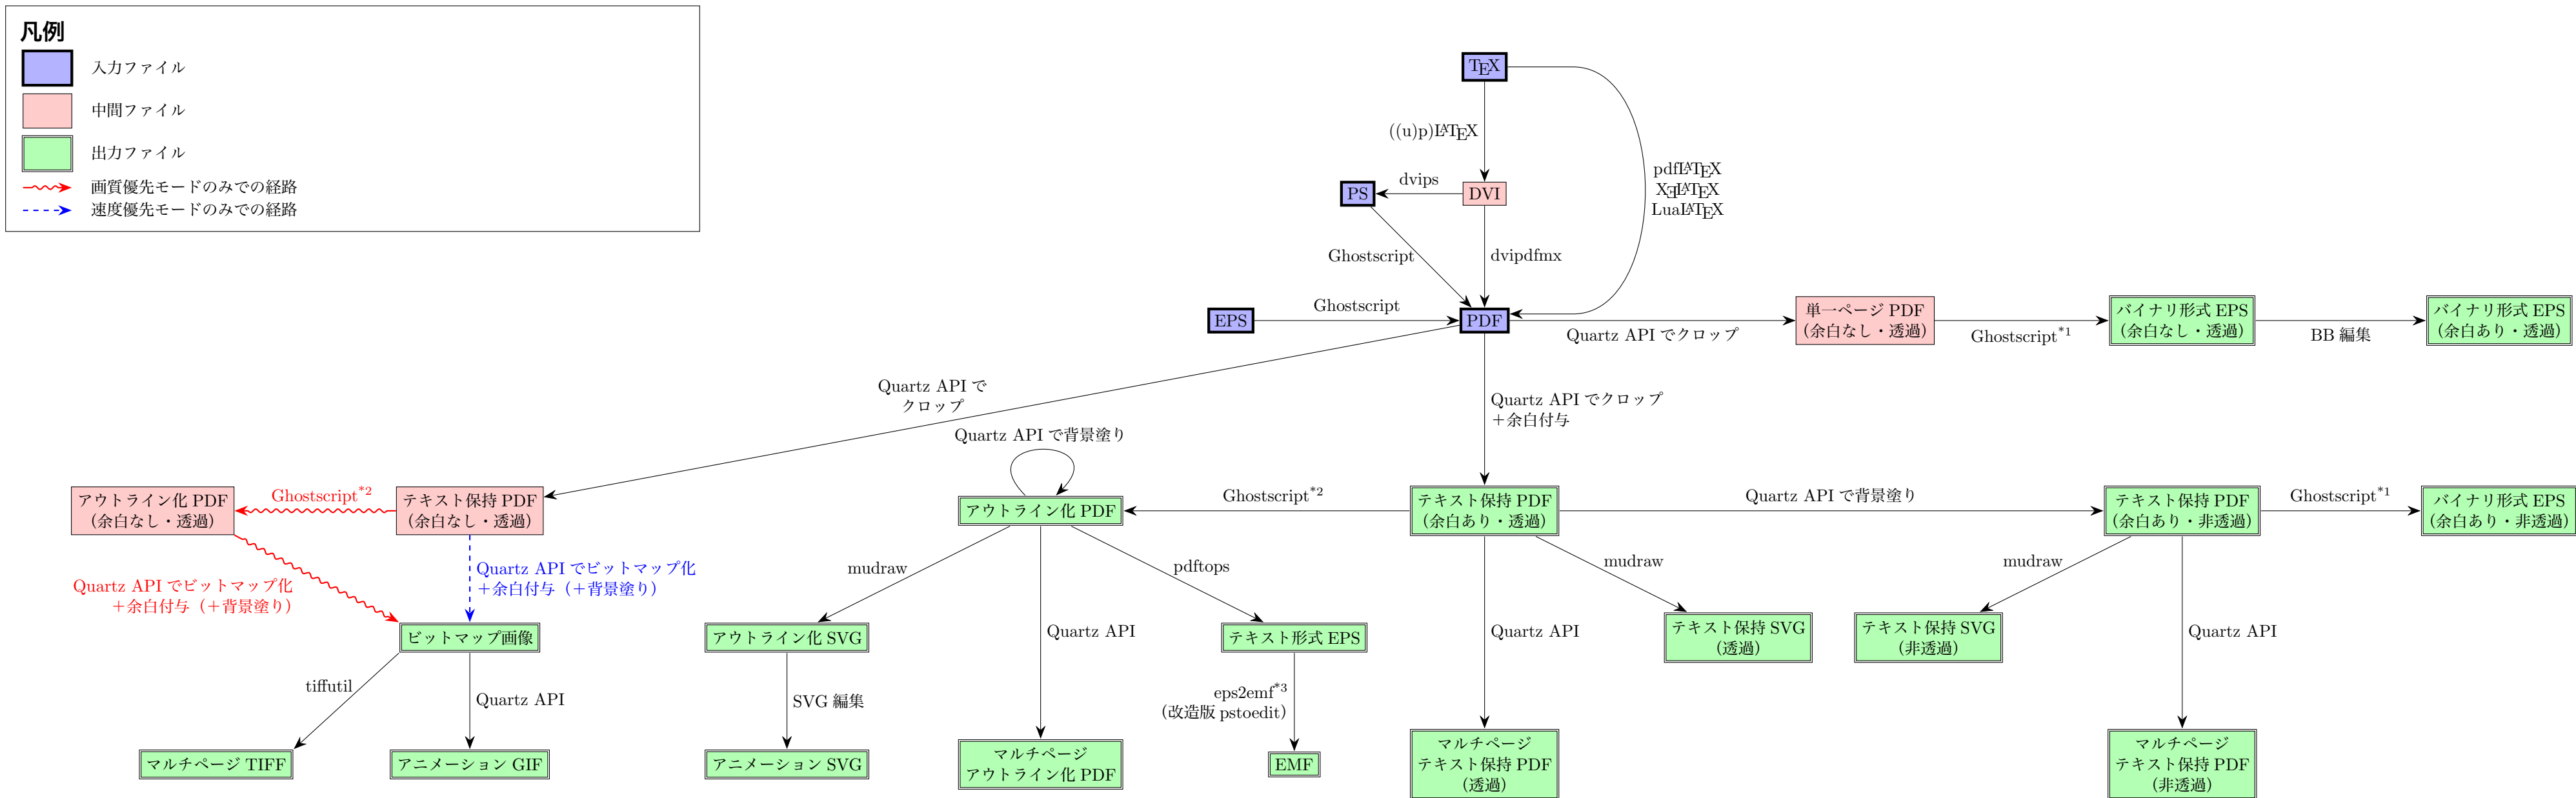 凡例
入力ファイル
中間ファイル
出力ファイル
画質優先モードのみでの経路
速度優先モードのみでの経路
TEX
((u)p)LATEX
pdfLATEX
XƎLATEX
LuaLATEX
PS
dvips
DVI
Ghostscript
dvipdfmx
EPS
Ghostscript
PDF
Quartz API でクロップ
単一ページ PDF
(余白なし・透過)
Ghostscript*1
バイナリ形式 EPS
(余白なし・透過)
BB 編集
バイナリ形式 EPS
(余白あり・透過)
Quartz API で
クロップ
Quartz API でクロップ
＋余白付与
Quartz API で背景塗り
アウトライン化 PDF
(余白なし・透過)
Ghostscript*2
テキスト保持 PDF
(余白なし・透過)
アウトライン化 PDF
Ghostscript*2
テキスト保持 PDF
(余白あり・透過)
Quartz API で背景塗り
テキスト保持 PDF
(余白あり・非透過)
Ghostscript*1
バイナリ形式 EPS
(余白あり・非透過)
Quartz API でビットマップ化
＋余白付与（＋背景塗り）
Quartz API でビットマップ化
＋余白付与（＋背景塗り）
mudraw
Quartz API
pdftops
Quartz API
mudraw
mudraw
Quartz API
ビットマップ画像
アウトライン化 SVG
テキスト形式 EPS
テキスト保持 SVG
(透過)
テキスト保持 SVG
(非透過)
tiffutil
Quartz API
SVG 編集
eps2emf*3
(改造版 pstoedit)
マルチページ TIFF
アニメーション GIF
アニメーション SVG
マルチページ
アウトライン化 PDF
EMF
マルチページ
テキスト保持 PDF
(透過)
マルチページ
テキスト保持 PDF
(非透過)